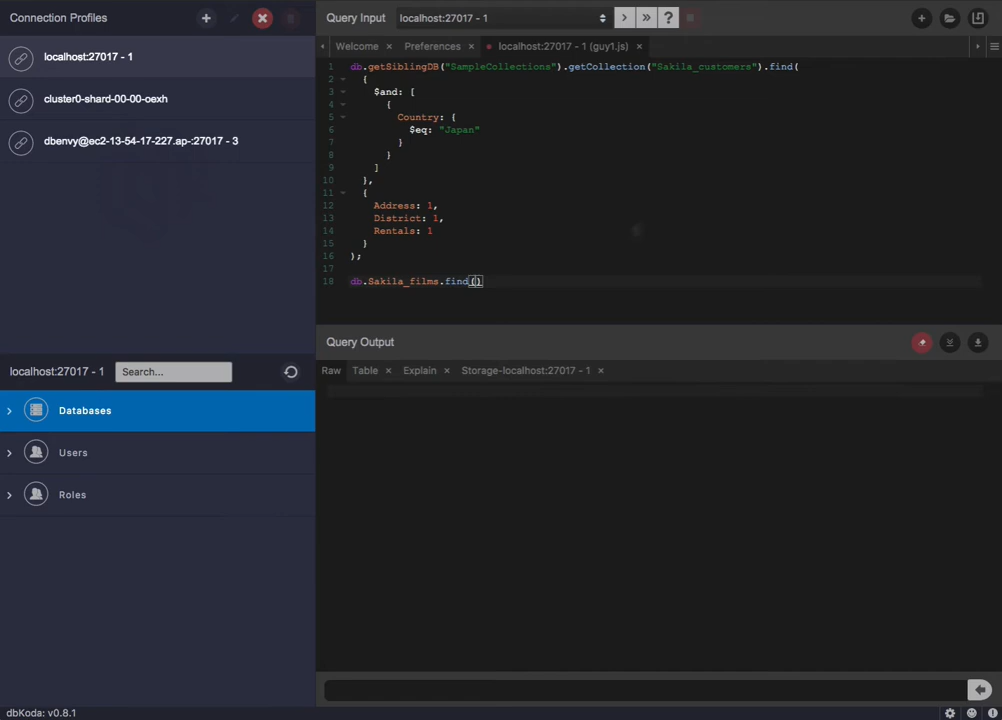 Connection Profiles
localhost:27017 - 1
cluster0-shard-00-00-oexh
dbenvy@ec2-13-54-17-227.ap-:27017 - 3
Query Input
localhost:27017 - 1
?
Welcome ×
Preferences ×
localhost:27017 - 1 (guy1.js) ×
1 db.getSiblingDB("SampleCollections").getCollection("Sakila_customers").find(
2 {
3 $and: [
4 {
5 Country: {
6 $eq: "Japan"
7 }
8 }
9 ]
10 },
11 {
12 Address: 1,
13 District: 1,
14 Rentals: 1
15 }
16 );
17
18 db.Sakila_films.find()
Query Output
Raw
Table ×
Explain ×
Storage-localhost:27017 - 1 ×
localhost:27017 - 1
Search...
Databases
Users
Roles
dbKoda: v0.8.1